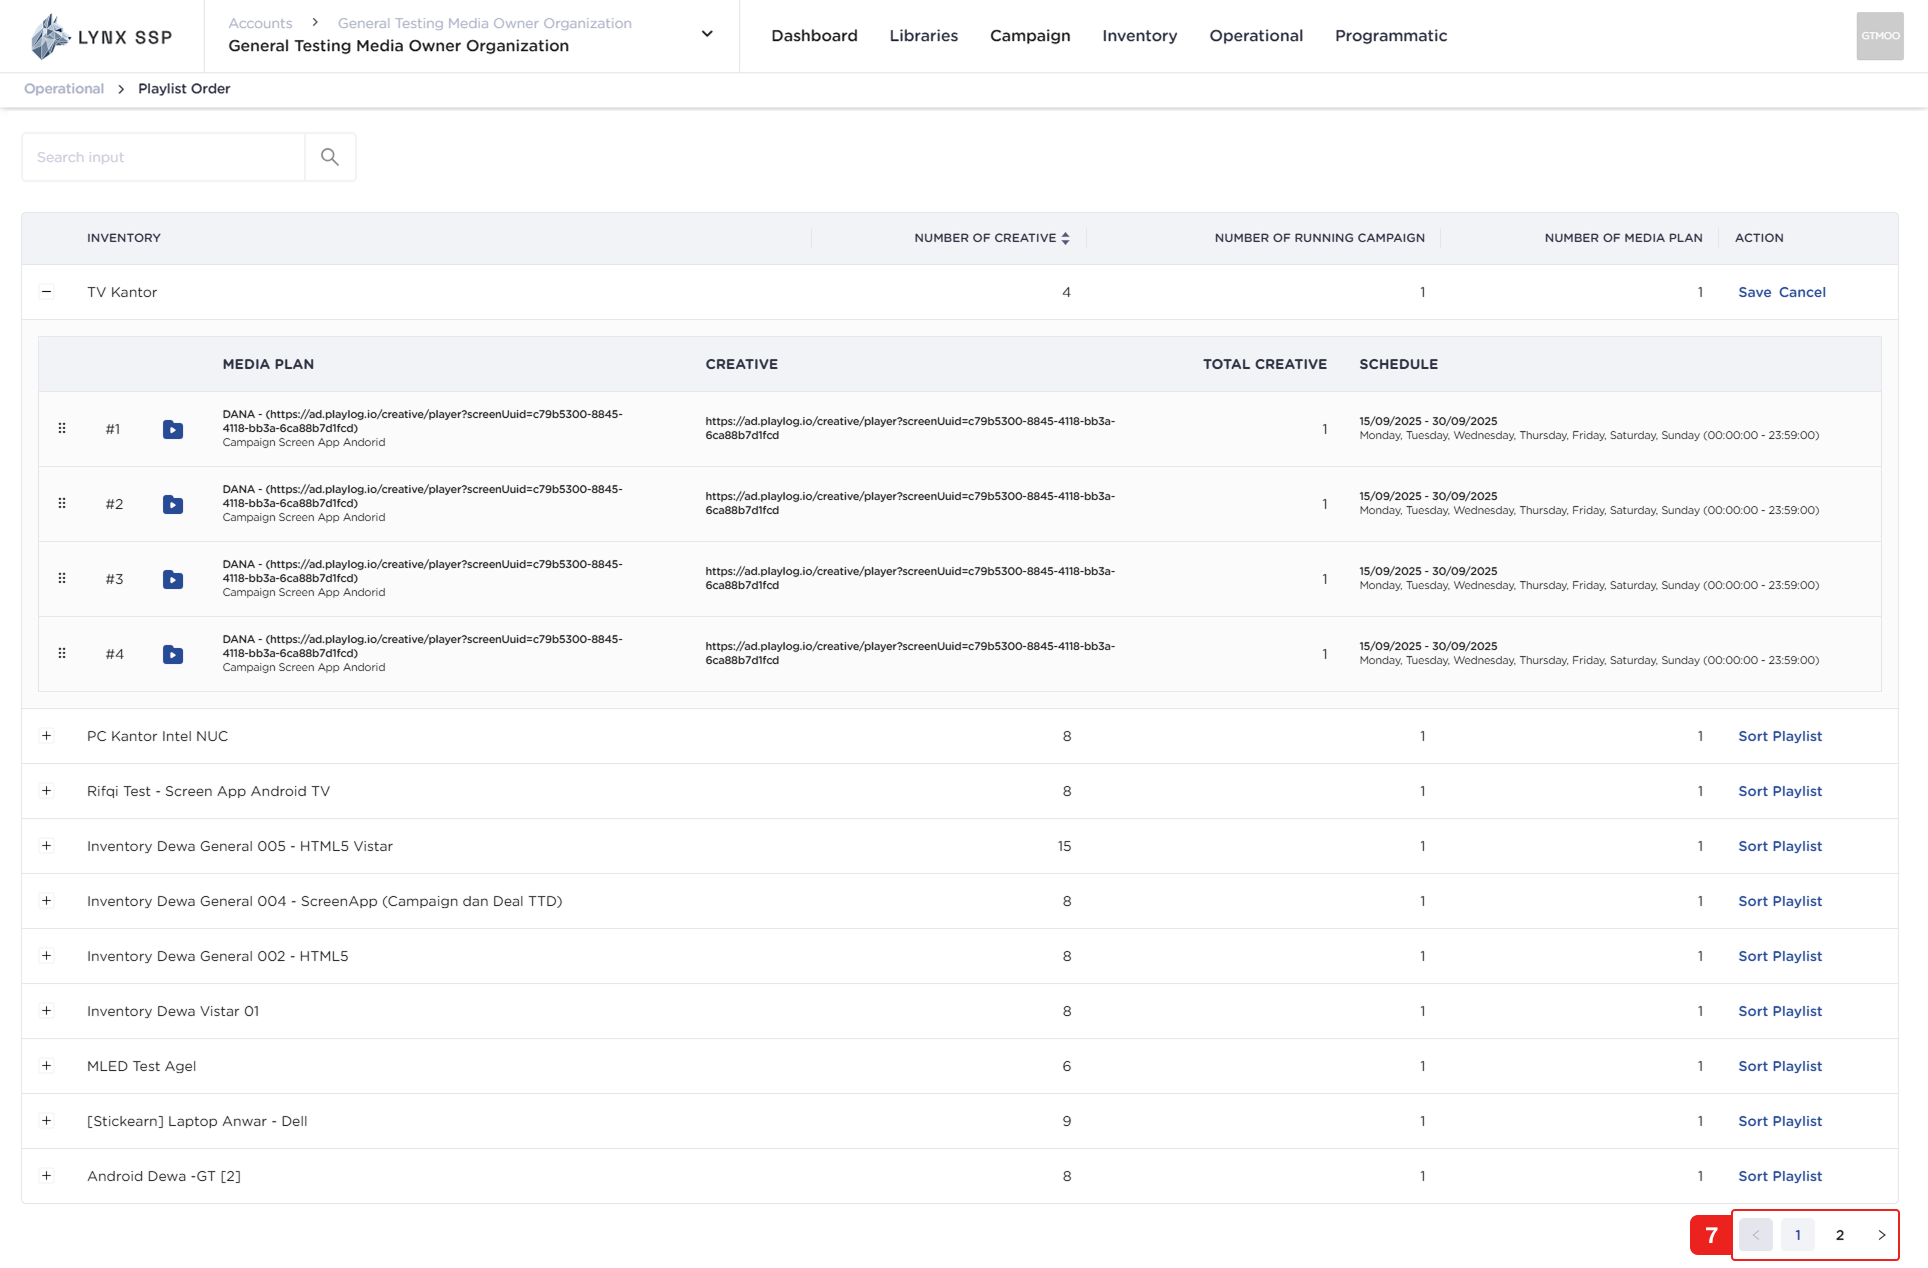 LYNX SSP
Accounts > General Testing Media Owner Organization
General Testing Media Owner Organization
Dashboard Libraries Campaign Inventory Operational Programmatic
GTMOO
Operational > Playlist Order
Search input
INVENTORY NUMBER OF CREATIVE NUMBER OF RUNNING CAMPAIGN NUMBER OF MEDIA PLAN ACTION
TV Kantor 4 1 1 Save Cancel
MEDIA PLAN CREATIVE TOTAL CREATIVE SCHEDULE
#1
DANA - (https://ad.playlog.io/creative/player?screenUuid=c79b5300-8845-
4118-bb3a-6ca88b7d1fcd)
Campaign Screen App Andorid
https://ad.playlog.io/creative/player?screenUuid=c79b5300-8845-4118-bb3a-
6ca88b7d1fcd
1
15/09/2025 - 30/09/2025
Monday, Tuesday, Wednesday, Thursday, Friday, Saturday, Sunday (00:00:00 - 23:59:00)
#2
DANA - (https://ad.playlog.io/creative/player?screenUuid=c79b5300-8845-
4118-bb3a-6ca88b7d1fcd)
Campaign Screen App Andorid
https://ad.playlog.io/creative/player?screenUuid=c79b5300-8845-4118-bb3a-
6ca88b7d1fcd
1
15/09/2025 - 30/09/2025
Monday, Tuesday, Wednesday, Thursday, Friday, Saturday, Sunday (00:00:00 - 23:59:00)
#3
DANA - (https://ad.playlog.io/creative/player?screenUuid=c79b5300-8845-
4118-bb3a-6ca88b7d1fcd)
Campaign Screen App Andorid
https://ad.playlog.io/creative/player?screenUuid=c79b5300-8845-4118-bb3a-
6ca88b7d1fcd
1
15/09/2025 - 30/09/2025
Monday, Tuesday, Wednesday, Thursday, Friday, Saturday, Sunday (00:00:00 - 23:59:00)
#4
DANA - (https://ad.playlog.io/creative/player?screenUuid=c79b5300-8845-
4118-bb3a-6ca88b7d1fcd)
Campaign Screen App Andorid
https://ad.playlog.io/creative/player?screenUuid=c79b5300-8845-4118-bb3a-
6ca88b7d1fcd
1
15/09/2025 - 30/09/2025
Monday, Tuesday, Wednesday, Thursday, Friday, Saturday, Sunday (00:00:00 - 23:59:00)
PC Kantor Intel NUC 8 1 1 Sort Playlist
Rifqi Test - Screen App Android TV 8 1 1 Sort Playlist
Inventory Dewa General 005 - HTML5 Vistar 15 1 1 Sort Playlist
Inventory Dewa General 004 - ScreenApp (Campaign dan Deal TTD) 8 1 1 Sort Playlist
Inventory Dewa General 002 - HTML5 8 1 1 Sort Playlist
Inventory Dewa Vistar 01 8 1 1 Sort Playlist
MLED Test Agel 6 1 1 Sort Playlist
[Stickearn] Laptop Anwar - Dell 9 1 1 Sort Playlist
Android Dewa -GT [2] 8 1 1 Sort Playlist
7 < 1 2 >